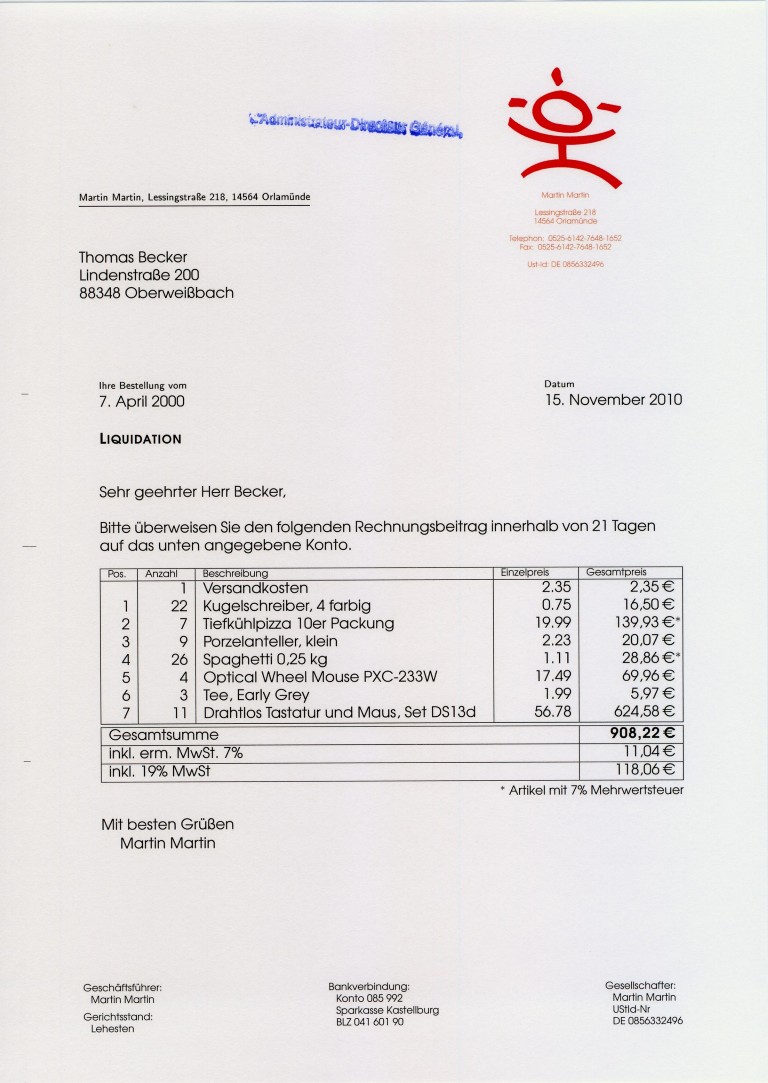 L'Administrateur-Directeur Général,
Martin Martin
Lessingstraße 218
14564 Orlamünde
Telephon: 0525-6142-7648-1652
Fax: 0525-6142-7648-1652
Ust-Id: DE 0856332496
Martin Martin, Lessingstraße 218, 14564 Orlamünde
Thomas Becker
Lindenstraße 200
88348 Oberweißbach
Ihre Bestellung vom
7. April 2000
Datum
15. November 2010
LIQUIDATION
Sehr geehrter Herr Becker,
Bitte überweisen Sie den folgenden Rechnungsbeitrag innerhalb von 21 Tagen
auf das unten angegebene Konto.
Pos. Anzahl Beschreibung Einzelpreis Gesamtpreis
1 Versandkosten 2.35 2,35 €
1 22 Kugelschreiber, 4 farbig 0.75 16,50 €
2 7 Tiefkühlpizza 10er Packung 19.99 139,93 €*
3 9 Porzelanteller, klein 2.23 20,07 €
4 26 Spaghetti 0,25 kg 1.11 28,86 €*
5 4 Optical Wheel Mouse PXC-233W 17.49 69,96 €
6 3 Tee, Early Grey 1.99 5,97 €
7 11 Drahtlos Tastatur und Maus, Set DS13d 56.78 624,58 €
Gesamtsumme 908,22 €
inkl. erm. MwSt. 7% 11,04 €
inkl. 19% MwSt 118,06 €
* Artikel mit 7% Mehrwertsteuer
Mit besten Grüßen
Martin Martin
Geschäftsführer:
Martin Martin
Gerichtsstand:
Lehesten
Bankverbindung:
Konto 085 992
Sparkasse Kastellburg
BLZ 041 601 90
Gesellschafter:
Martin Martin
UStId-Nr
DE 0856332496